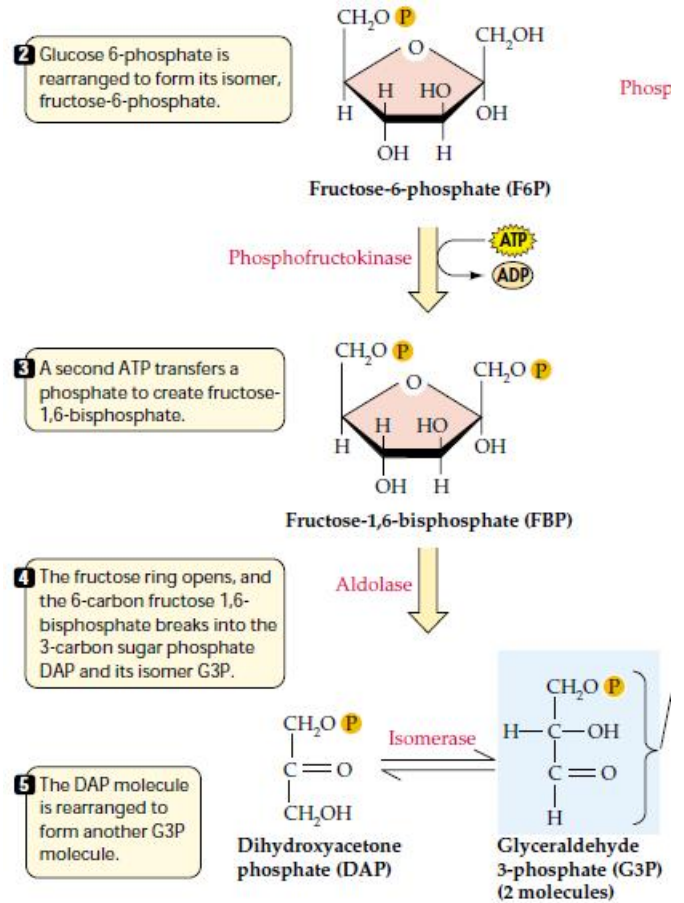 CH₂O P
O
CH₂OH
2 Glucose 6-phosphate is
rearranged to form its isomer,
fructose-6-phosphate.
H HO
H OH
OH H
Phosp
Fructose-6-phosphate (F6P)
Phosphofructokinase
ATP
ADP
3 A second ATP transfers a
phosphate to create fructose-
1,6-bisphosphate.
CH₂O P
O
CH₂O P
H HO
H OH
OH H
Fructose-1,6-bisphosphate (FBP)
4 The fructose ring opens, and
the 6-carbon fructose 1,6-
bisphosphate breaks into the
3-carbon sugar phosphate
DAP and its isomer G3P.
Aldolase
5 The DAP molecule
is rearranged to
form another G3P
molecule.
CH₂O P
C=O
CH₂OH
Dihydroxyacetone
phosphate (DAP)
Isomerase
CH₂O P
H—C—OH
C=O
H
Glyceraldehyde
3-phosphate (G3P)
(2 molecules)